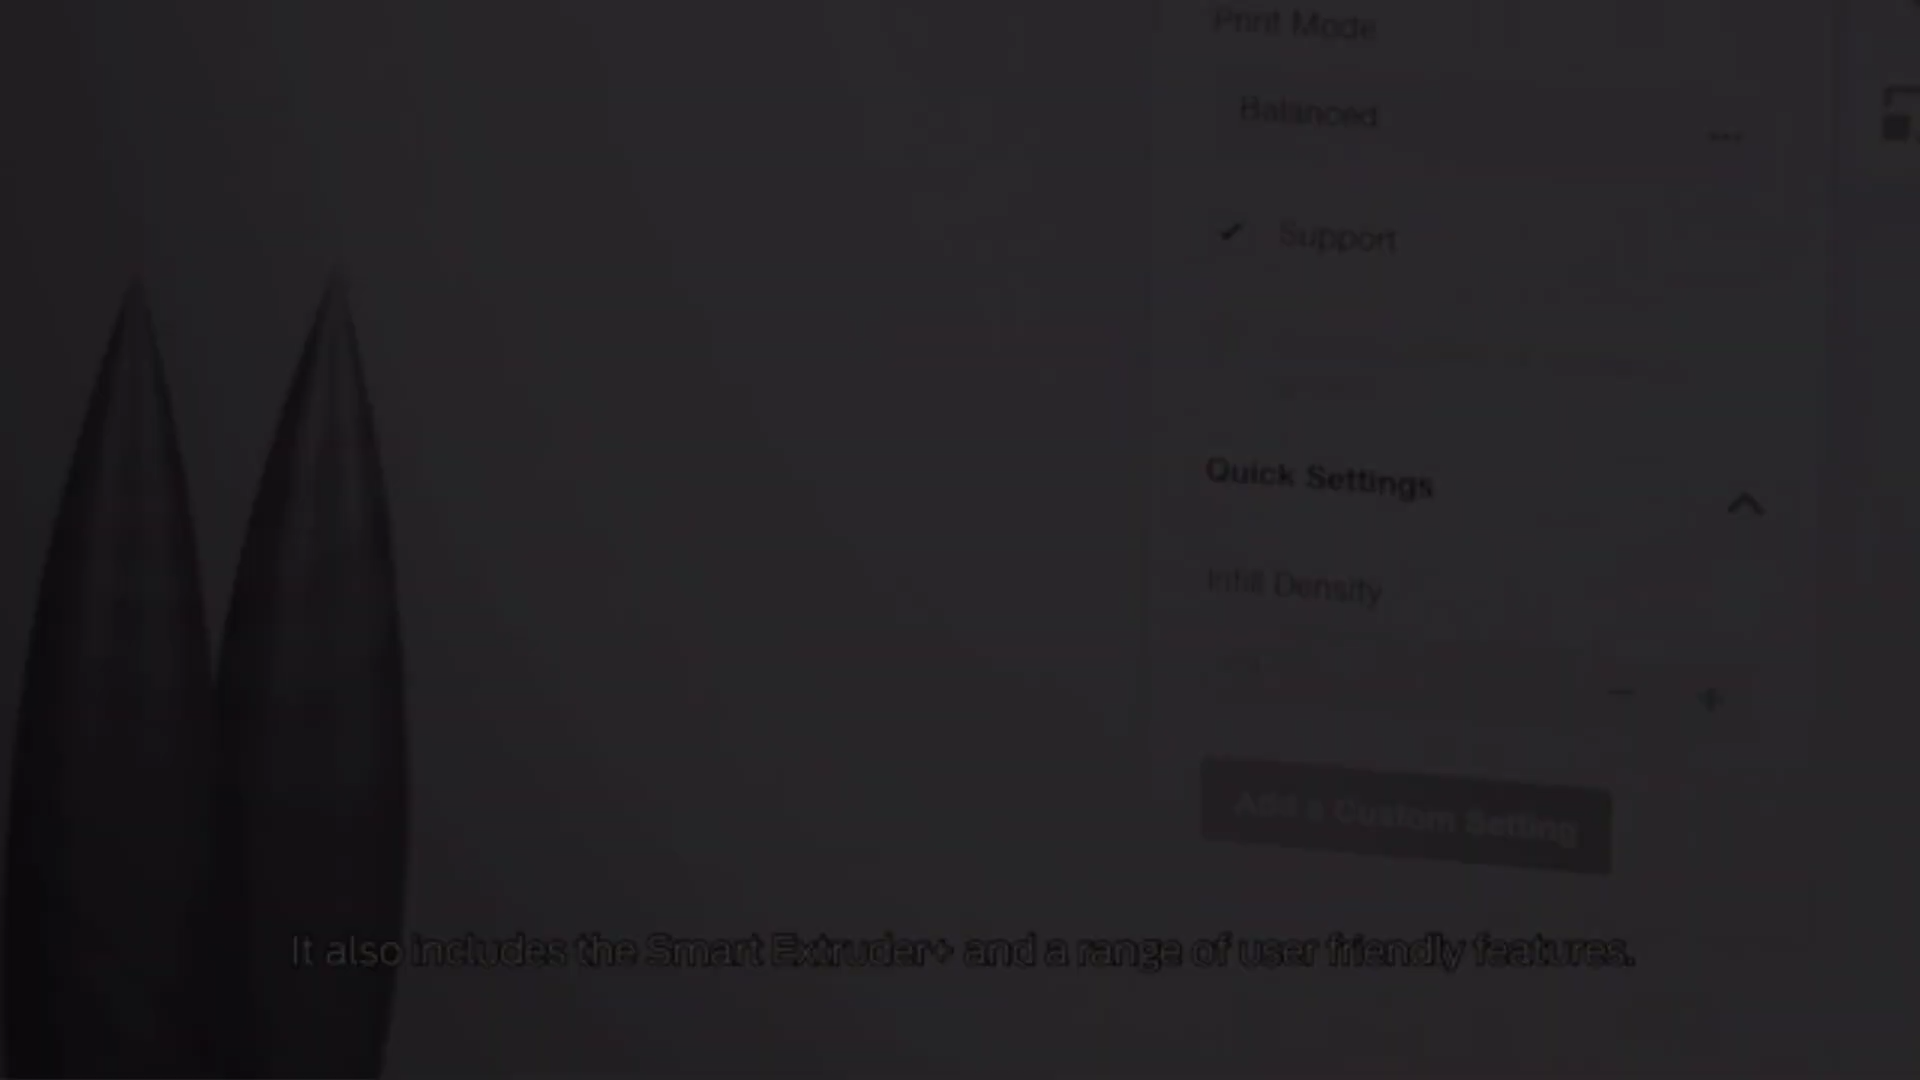 Print Mode
Balanced
Support
Quick Settings
Infill Density
Add a Custom Setting
It also includes the Smart Extruder+ and a range of user friendly features.